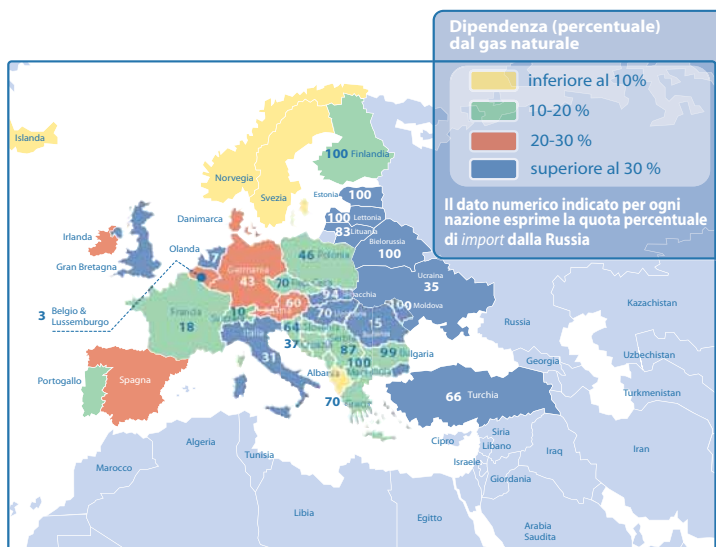 Dipendenza (percentuale)
dal gas naturale
inferiore al 10%
10-20 %
20-30 %
superiore al 30 %
Il dato numerico indicato per ogni
nazione esprime la quota percentuale
di import dalla Russia
Islanda
Norvegia
Svezia
100 Finlandia
Estonia
100
100 Lettonia
83 Lituania
Danimarca
Irlanda
Gran Bretagna
Olanda
7
Bielorussia
100
Germania
43
46 Polonia
70 Rep. Ceca
Ucraina
35
3 Belgio &
Lussemburgo
Francia
18
10
60
94
70
100 Moldova
Italia
31
64
37 Croazia
Serbia
87
100
99 Bulgaria
Portogallo
Spagna
Albania
70 Grecia
66 Turchia
Russia
Kazachistan
Georgia
Uzbechistan
Turkmenistan
Cipro
Siria
Libano
Israele
Giordania
Iraq
Iran
Arabia
Saudita
Marocco
Algeria
Tunisia
Libia
Egitto